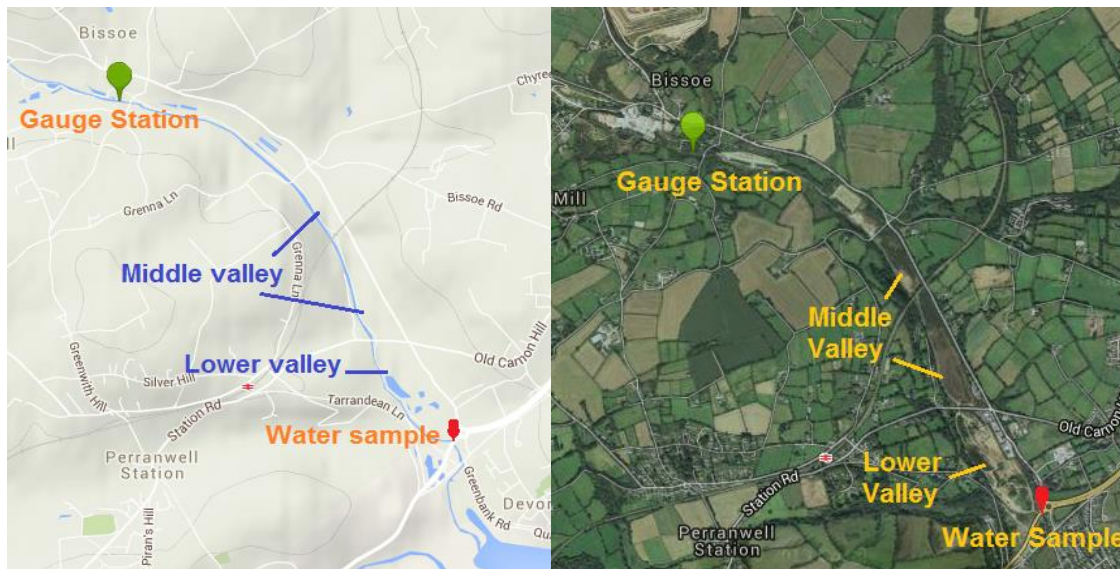 Bissoe
Gauge Station
Chyre
ll
Grenna Ln
Bissoe Rd
Middle valley
Grenna Ln
Old Carnon Hill
Lower valley
Greenwith Hill
Silver Hill
Station Rd
Tarrandean Ln
Water sample
Perranwell
Station
Greenbank Rd
Devo
Piran's Hill
Qu
Bissoe
Gauge Station
Mill
Middle
Valley
Old Carnon
Lower
Valley
Station Rd
Perranwell
Station
Water Sample